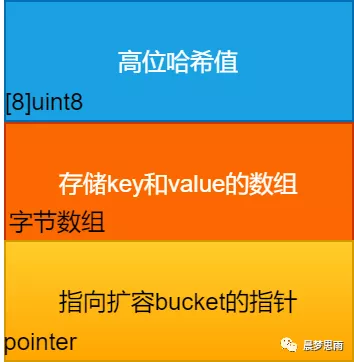 高位哈希值
[8]uint8
存储key和value的数组
字节数组
指向扩容bucket的指针
pointer
晨梦思雨